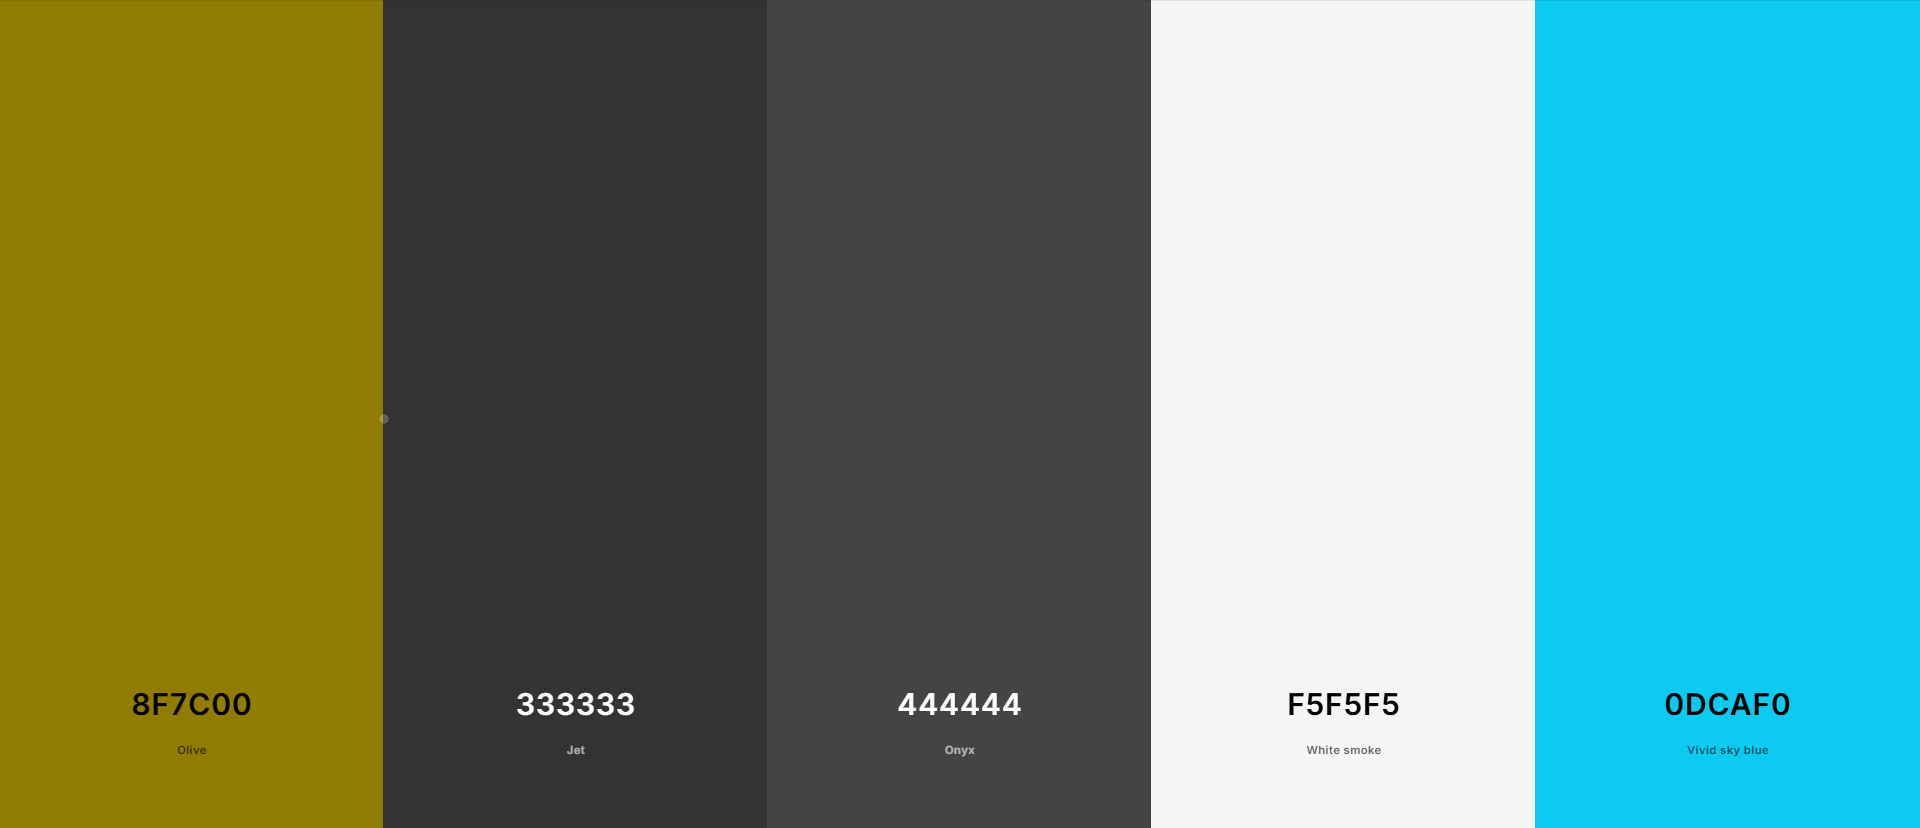 8F7C00
Olive
333333
Jet
444444
Onyx
F5F5F5
White smoke
0DCAF0
Vivid sky blue